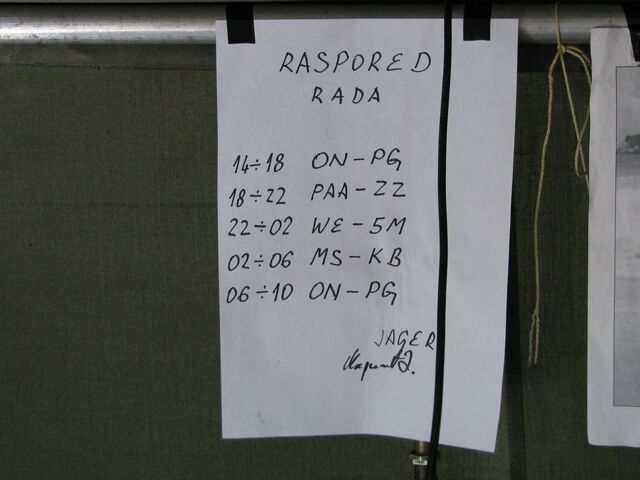 RASPORED
RADA
14÷18 ON-PG
18÷22 PAA-ZZ
22÷02 WE-5M
02÷06 MS-KB
06÷10 ON-PG
JAGER